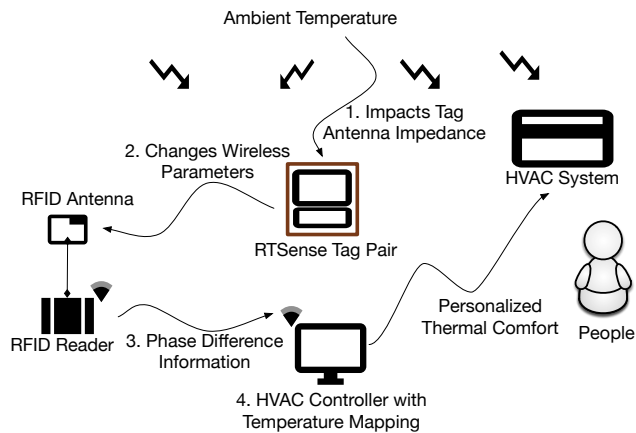 Ambient Temperature
1. Impacts Tag
Antenna Impedance
2. Changes Wireless
Parameters
HVAC System
RFID Antenna
RTSense Tag Pair
Personalized
Thermal Comfort
People
RFID Reader
3. Phase Difference
Information
4. HVAC Controller with
Temperature Mapping